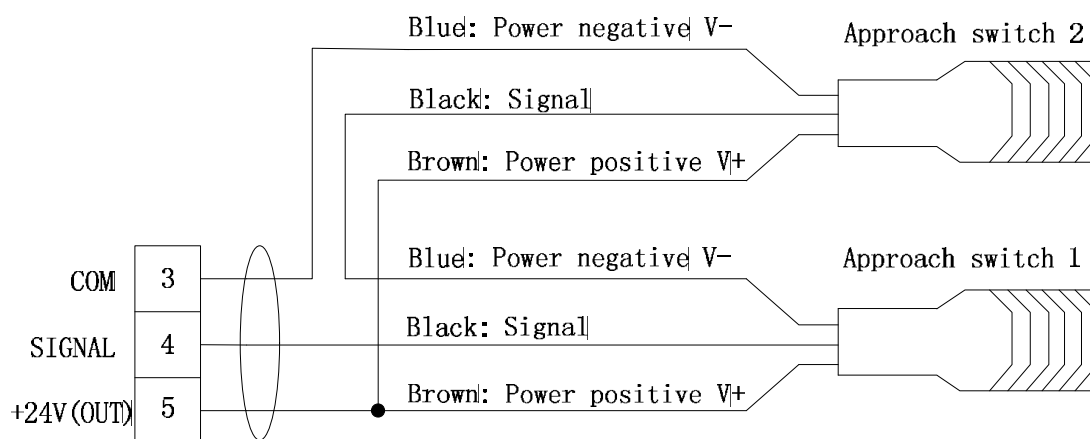 Blue: Power negative V-
Approach switch 2
Black: Signal
Brown: Power positive V+
Blue: Power negative V-
Approach switch 1
COM 3
Black: Signal
SIGNAL 4
Brown: Power positive V+
+24V(OUT) 5